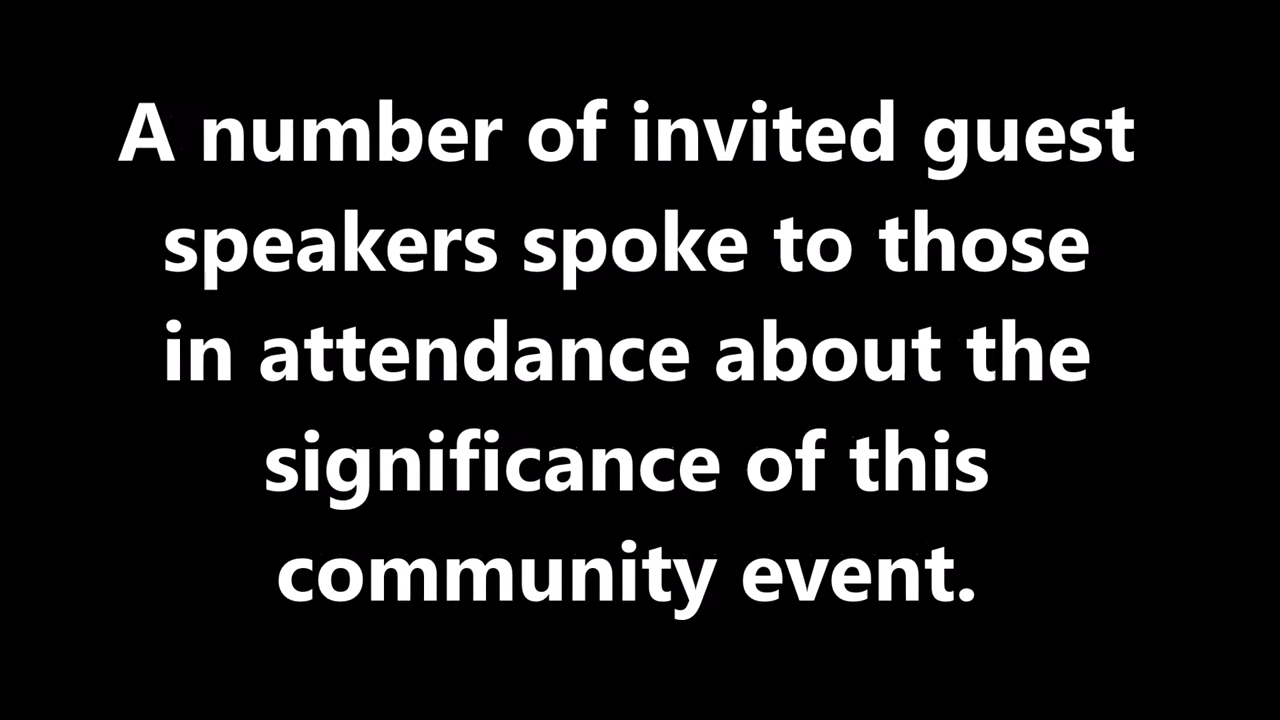 A number of invited guest
speakers spoke to those
in attendance about the
significance of this
community event.